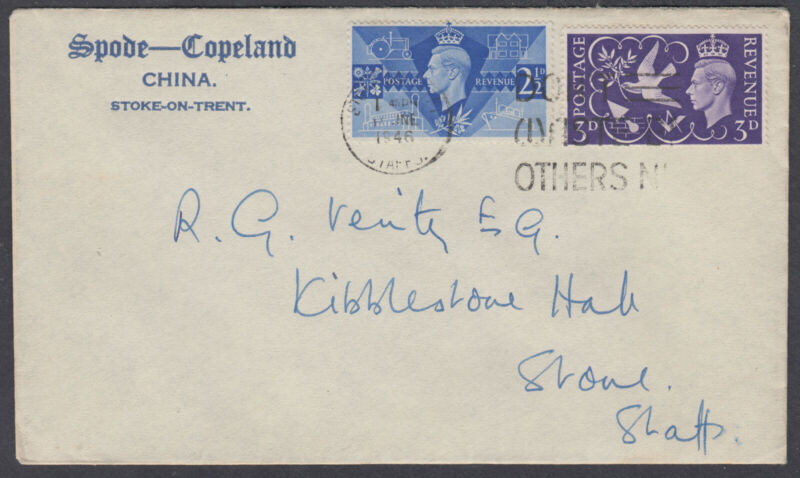 Spode—Copeland
CHINA.
STOKE-ON-TRENT.
POSTAGE REVENUE
2½D
POSTAGE
3D
REVENUE
3D
1946
STAFFS.
OTHERS
R. G. Verity Esq.
Kibblestone Hall
Stone.
Staffs.